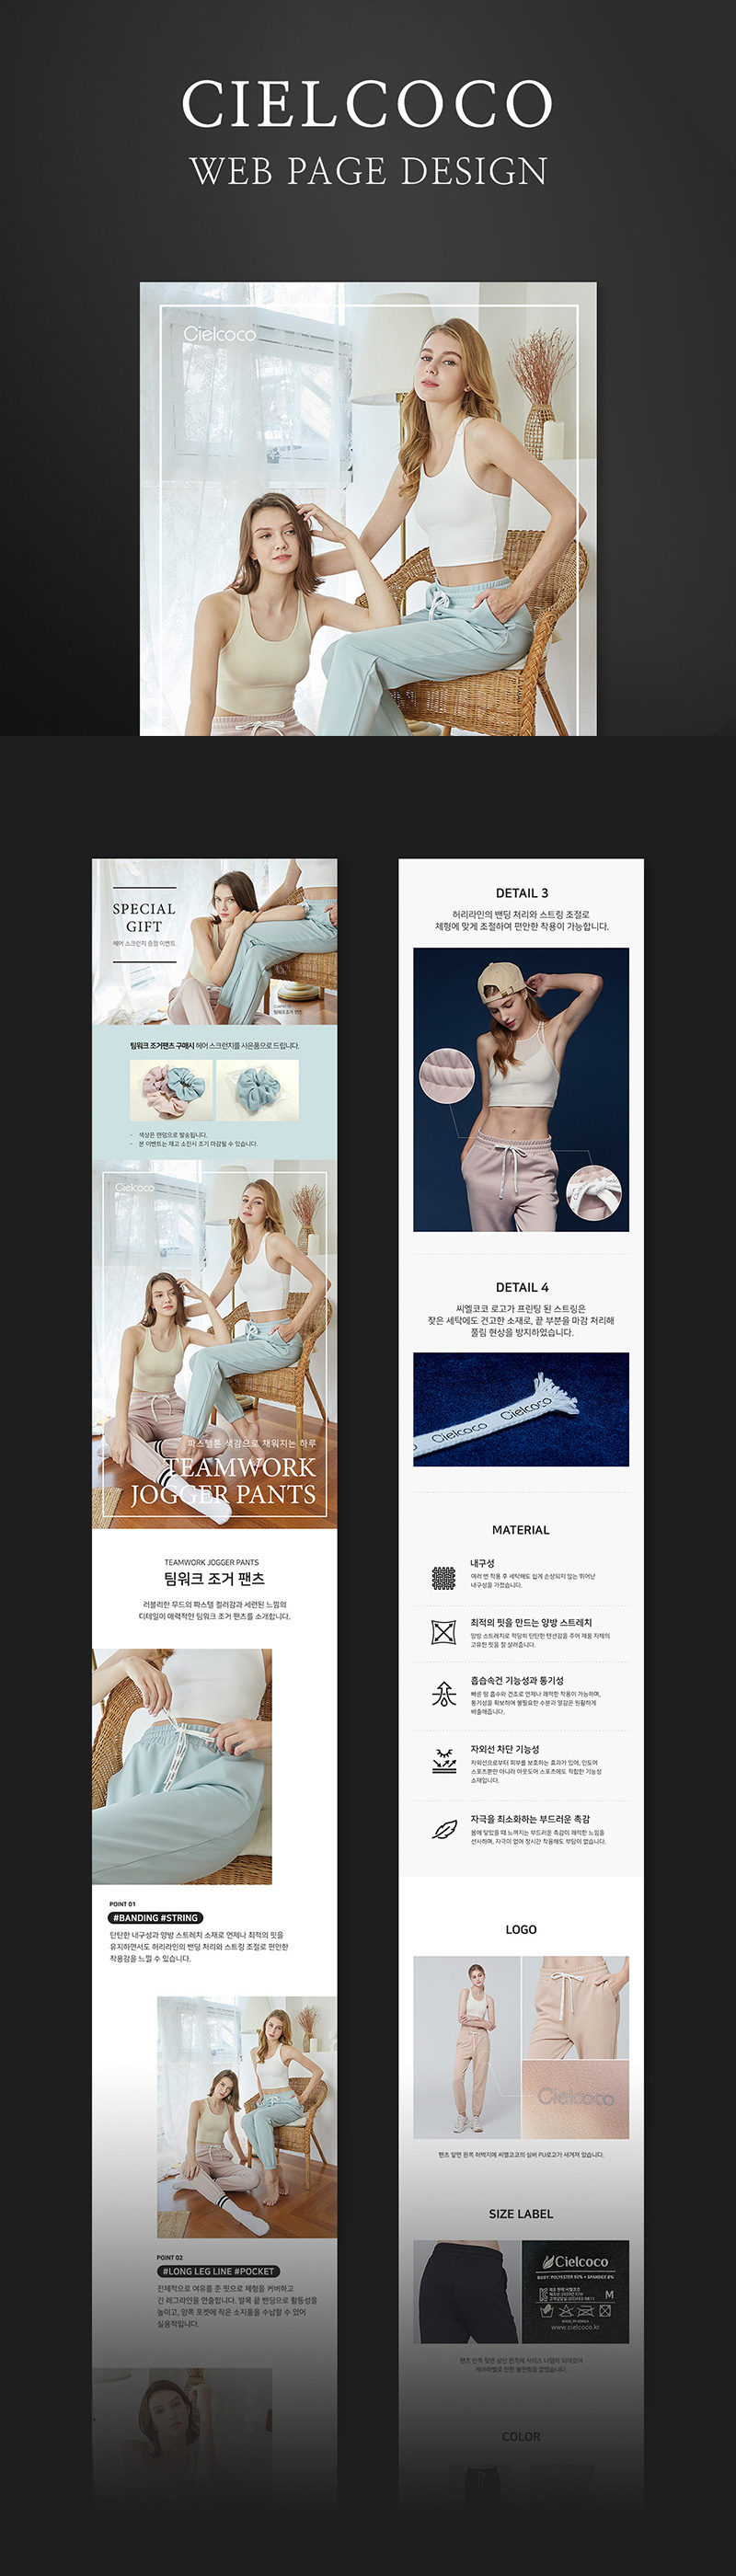 CIELCOCO
WEB PAGE DESIGN
Cielcoco
SPECIAL
GIFT
헤어 스크런치 증정 이벤트
팀워크 조거 팬츠
팀워크 조거팬츠 구매시 헤어 스크런치를 사은품으로 드립니다.
· 색상은 랜덤으로 발송됩니다.
· 본 이벤트는 재고 소진시 조기 마감될 수 있습니다.
Cielcoco
파스텔톤 색감으로 채워지는 하루
TEAMWORK
JOGGER PANTS
TEAMWORK JOGGER PANTS
팀워크 조거 팬츠
러블리한 무드의 파스텔 컬러감과 세련된 느낌의
디테일이 매력적인 팀워크 조거 팬츠를 소개합니다.
POINT 01
#BANDING #STRING
탄탄한 내구성과 양방 스트레치 소재로 언제나 최적의 핏을
유지하면서도 허리라인의 밴딩 처리와 스트링 조절로 편안한
착용감을 느낄 수 있습니다.
POINT 02
#LONG LEG LINE #POCKET
전체적으로 여유를 준 핏으로 체형을 커버하고
긴 레그라인을 연출합니다. 발목 끝 밴딩으로 활동성을
높이고, 양쪽 포켓에 작은 소지품을 수납할 수 있어
실용적입니다.
DETAIL 3
허리라인의 밴딩 처리와 스트링 조절로
체형에 맞게 조절하여 편안한 착용이 가능합니다.
DETAIL 4
씨엘코코 로고가 프린팅 된 스트링은
잦은 세탁에도 견고한 소재로, 끝 부분을 마감 처리해
풀림 현상을 방지하였습니다.
Cielcoco Cielcoco
MATERIAL
내구성
여러 번 착용 후 세탁해도 쉽게 손상되지 않는 뛰어난
내구성을 가졌습니다.
최적의 핏을 만드는 양방 스트레치
양방 스트레치로 적당히 탄탄한 텐션감을 주어 제품 자체의
고유한 핏을 잘 살려줍니다.
흡습속건 기능성과 통기성
빠른 땀 흡수와 건조로 언제나 쾌적한 착용이 가능하며,
통기성을 확보하여 불필요한 수분과 열감은 원활하게
배출해줍니다.
자외선 차단 기능성
자외선으로부터 피부를 보호하는 효과가 있어, 인도어
스포츠뿐만 아니라 아웃도어 스포츠에도 적합한 기능성
소재입니다.
자극을 최소화하는 부드러운 촉감
몸에 닿았을 때 느껴지는 부드러운 촉감이 쾌적한 느낌을
선사하며, 자극이 없어 장시간 착용해도 부담이 없습니다.
LOGO
Cielcoco
팬츠 앞면 왼쪽 허벅지에 씨엘코코의 실버 PU로고가 새겨져 있습니다.
SIZE LABEL
Cielcoco
BODY: POLYESTER 92% + SPANDEX 8%
M
MADE IN KOREA
www.cielcoco.kr
팬츠 안쪽 뒷면 상단 왼쪽에 사이즈 나염이 되어있어
케어라벨로 인한 불편함을 없앴습니다.
COLOR